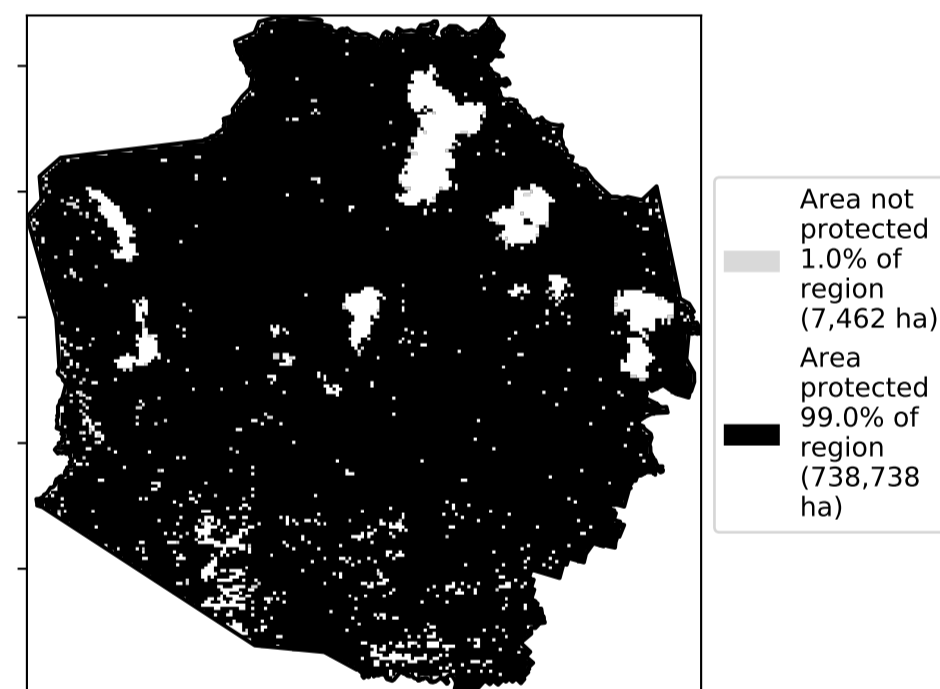 Area not
protected
1.0% of
region
(7,462 ha)
Area
protected
99.0% of
region
(738,738
ha)